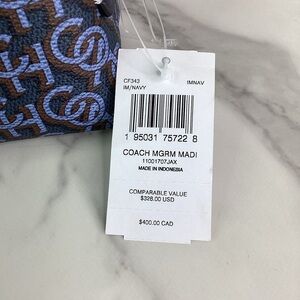 CF343 IMNAV
IM/NAVY
1 95031 75722 8
COACH MGRM MADI
11001707JAX
MADE IN INDONESIA
COMPARABLE VALUE
$328.00 USD
$400.00 CAD